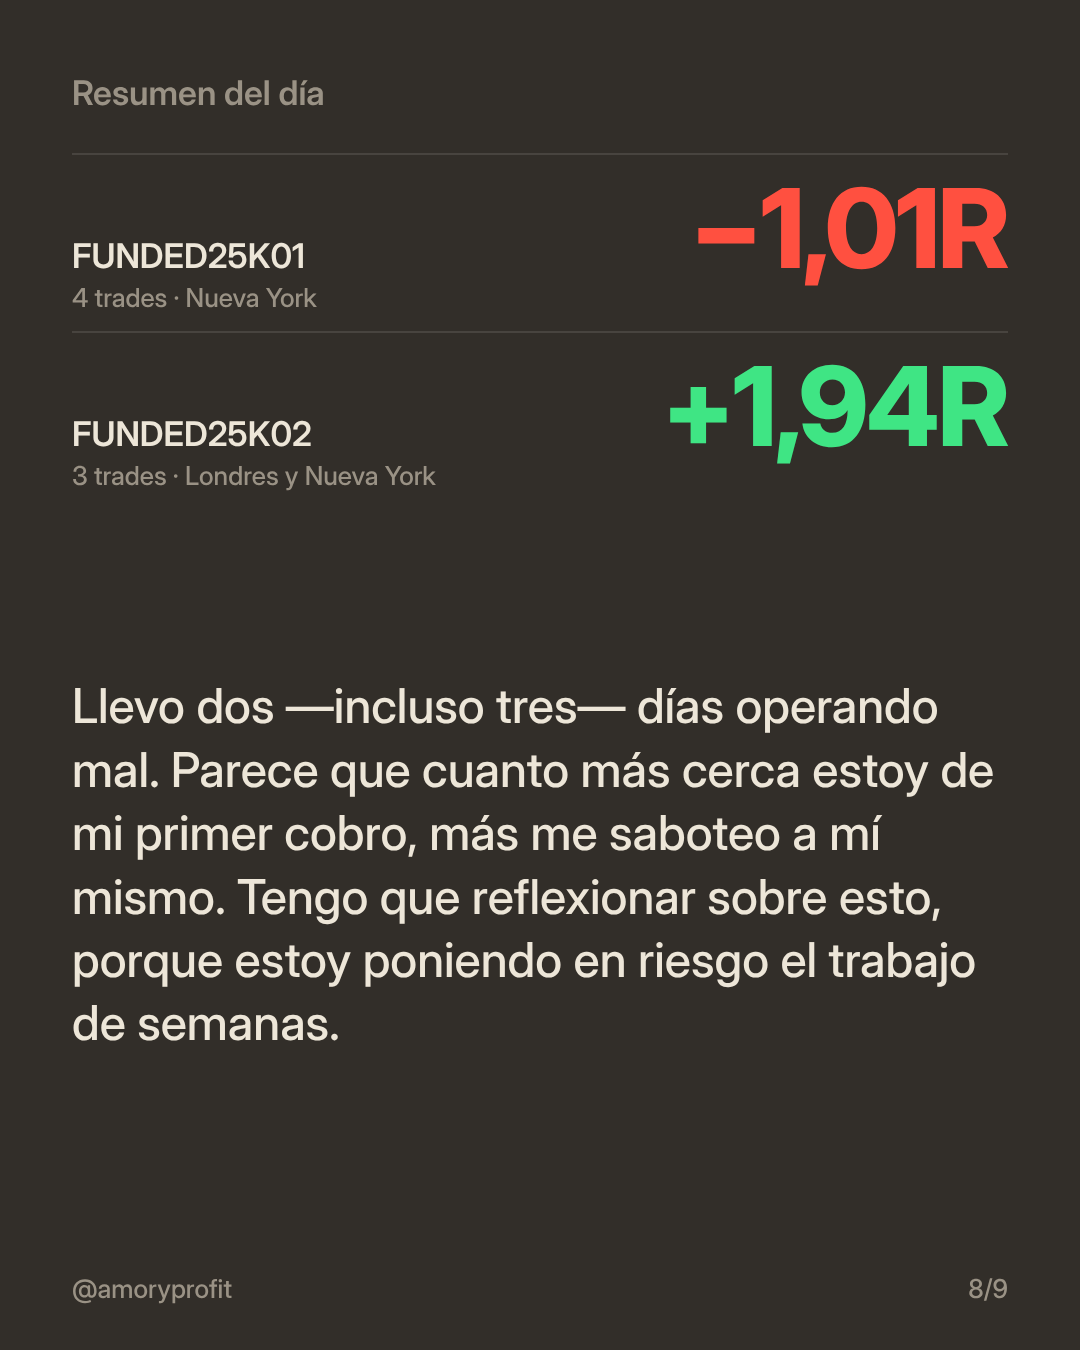 Resumen del día
−1,01R
FUNDED25K01
4 trades · Nueva York
+1,94R
FUNDED25K02
3 trades · Londres y Nueva York
Llevo dos —incluso tres— días operando
mal. Parece que cuanto más cerca estoy de
mi primer cobro, más me saboteo a mí
mismo. Tengo que reflexionar sobre esto,
porque estoy poniendo en riesgo el trabajo
de semanas.
@amoryprofit
8/9